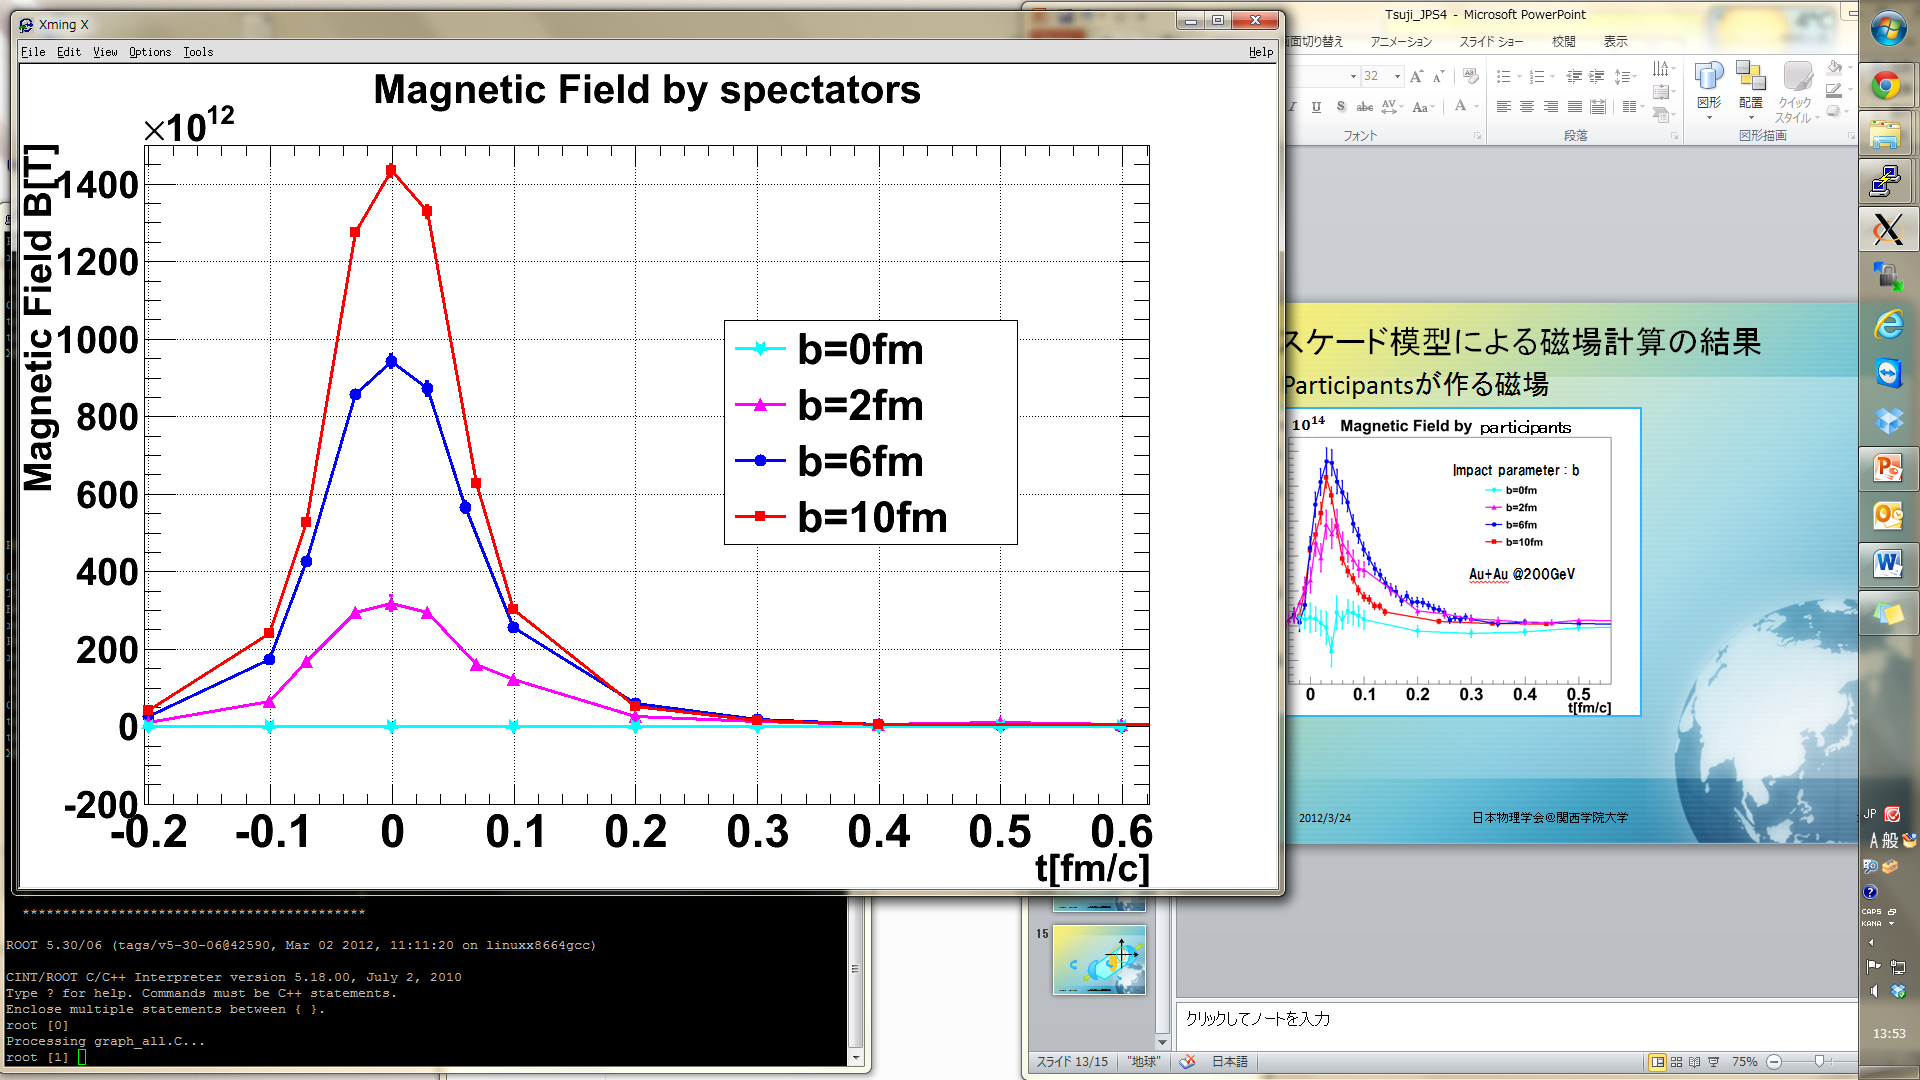 Xming X
File Edit View Options Tools Help
Magnetic Field by spectators
×10¹²
Magnetic Field B[T]
1400
1200
1000
800
600
400
200
0
-200
-0.2 -0.1 0 0.1 0.2 0.3 0.4 0.5 0.6
t[fm/c]
b=0fm
b=2fm
b=6fm
b=10fm
Tsuji_JPS4 - Microsoft PowerPoint
面切り替え アニメーション スライド ショー 校閲 表示
32
図形 配置 クイック
スタイル
フォント 段落 図形描画
スケード模型による磁場計算の結果
Participantsが作る磁場
10¹⁴ Magnetic Field by participants
Impact parameter : b
b=0fm
b=2fm
b=6fm
b=10fm
Au+Au @200GeV
0 0.1 0.2 0.3 0.4 0.5
t[fm/c]
2012/3/24 日本物理学会@関西学院大学
15
クリックしてノートを入力
スライド 13/15 "地球" 日本語 75%
*******************************************
ROOT 5.30/06 (tags/v5-30-06@42590, Mar 02 2012, 11:11:20 on linuxx8664gcc)
CINT/ROOT C/C++ Interpreter version 5.18.00, July 2, 2010
Type ? for help. Commands must be C++ statements.
Enclose multiple statements between { }.
root [0]
Processing graph_all.C...
root [1]
JP
A 般
CAPS
KANA
13:53